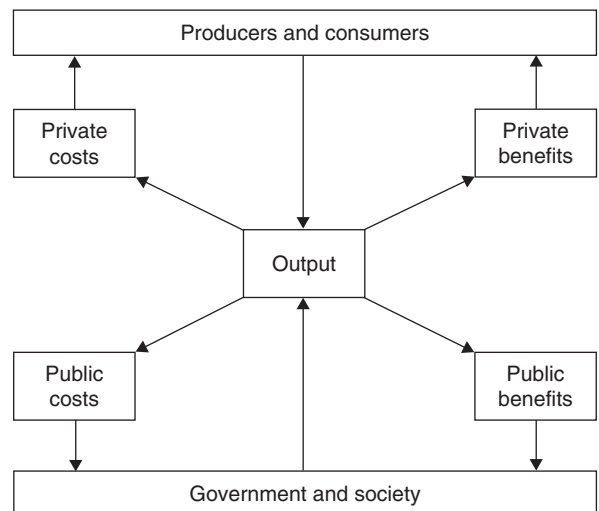 Producers and consumers
Private
costs
Private
benefits
Output
Public
costs
Public
benefits
Government and society